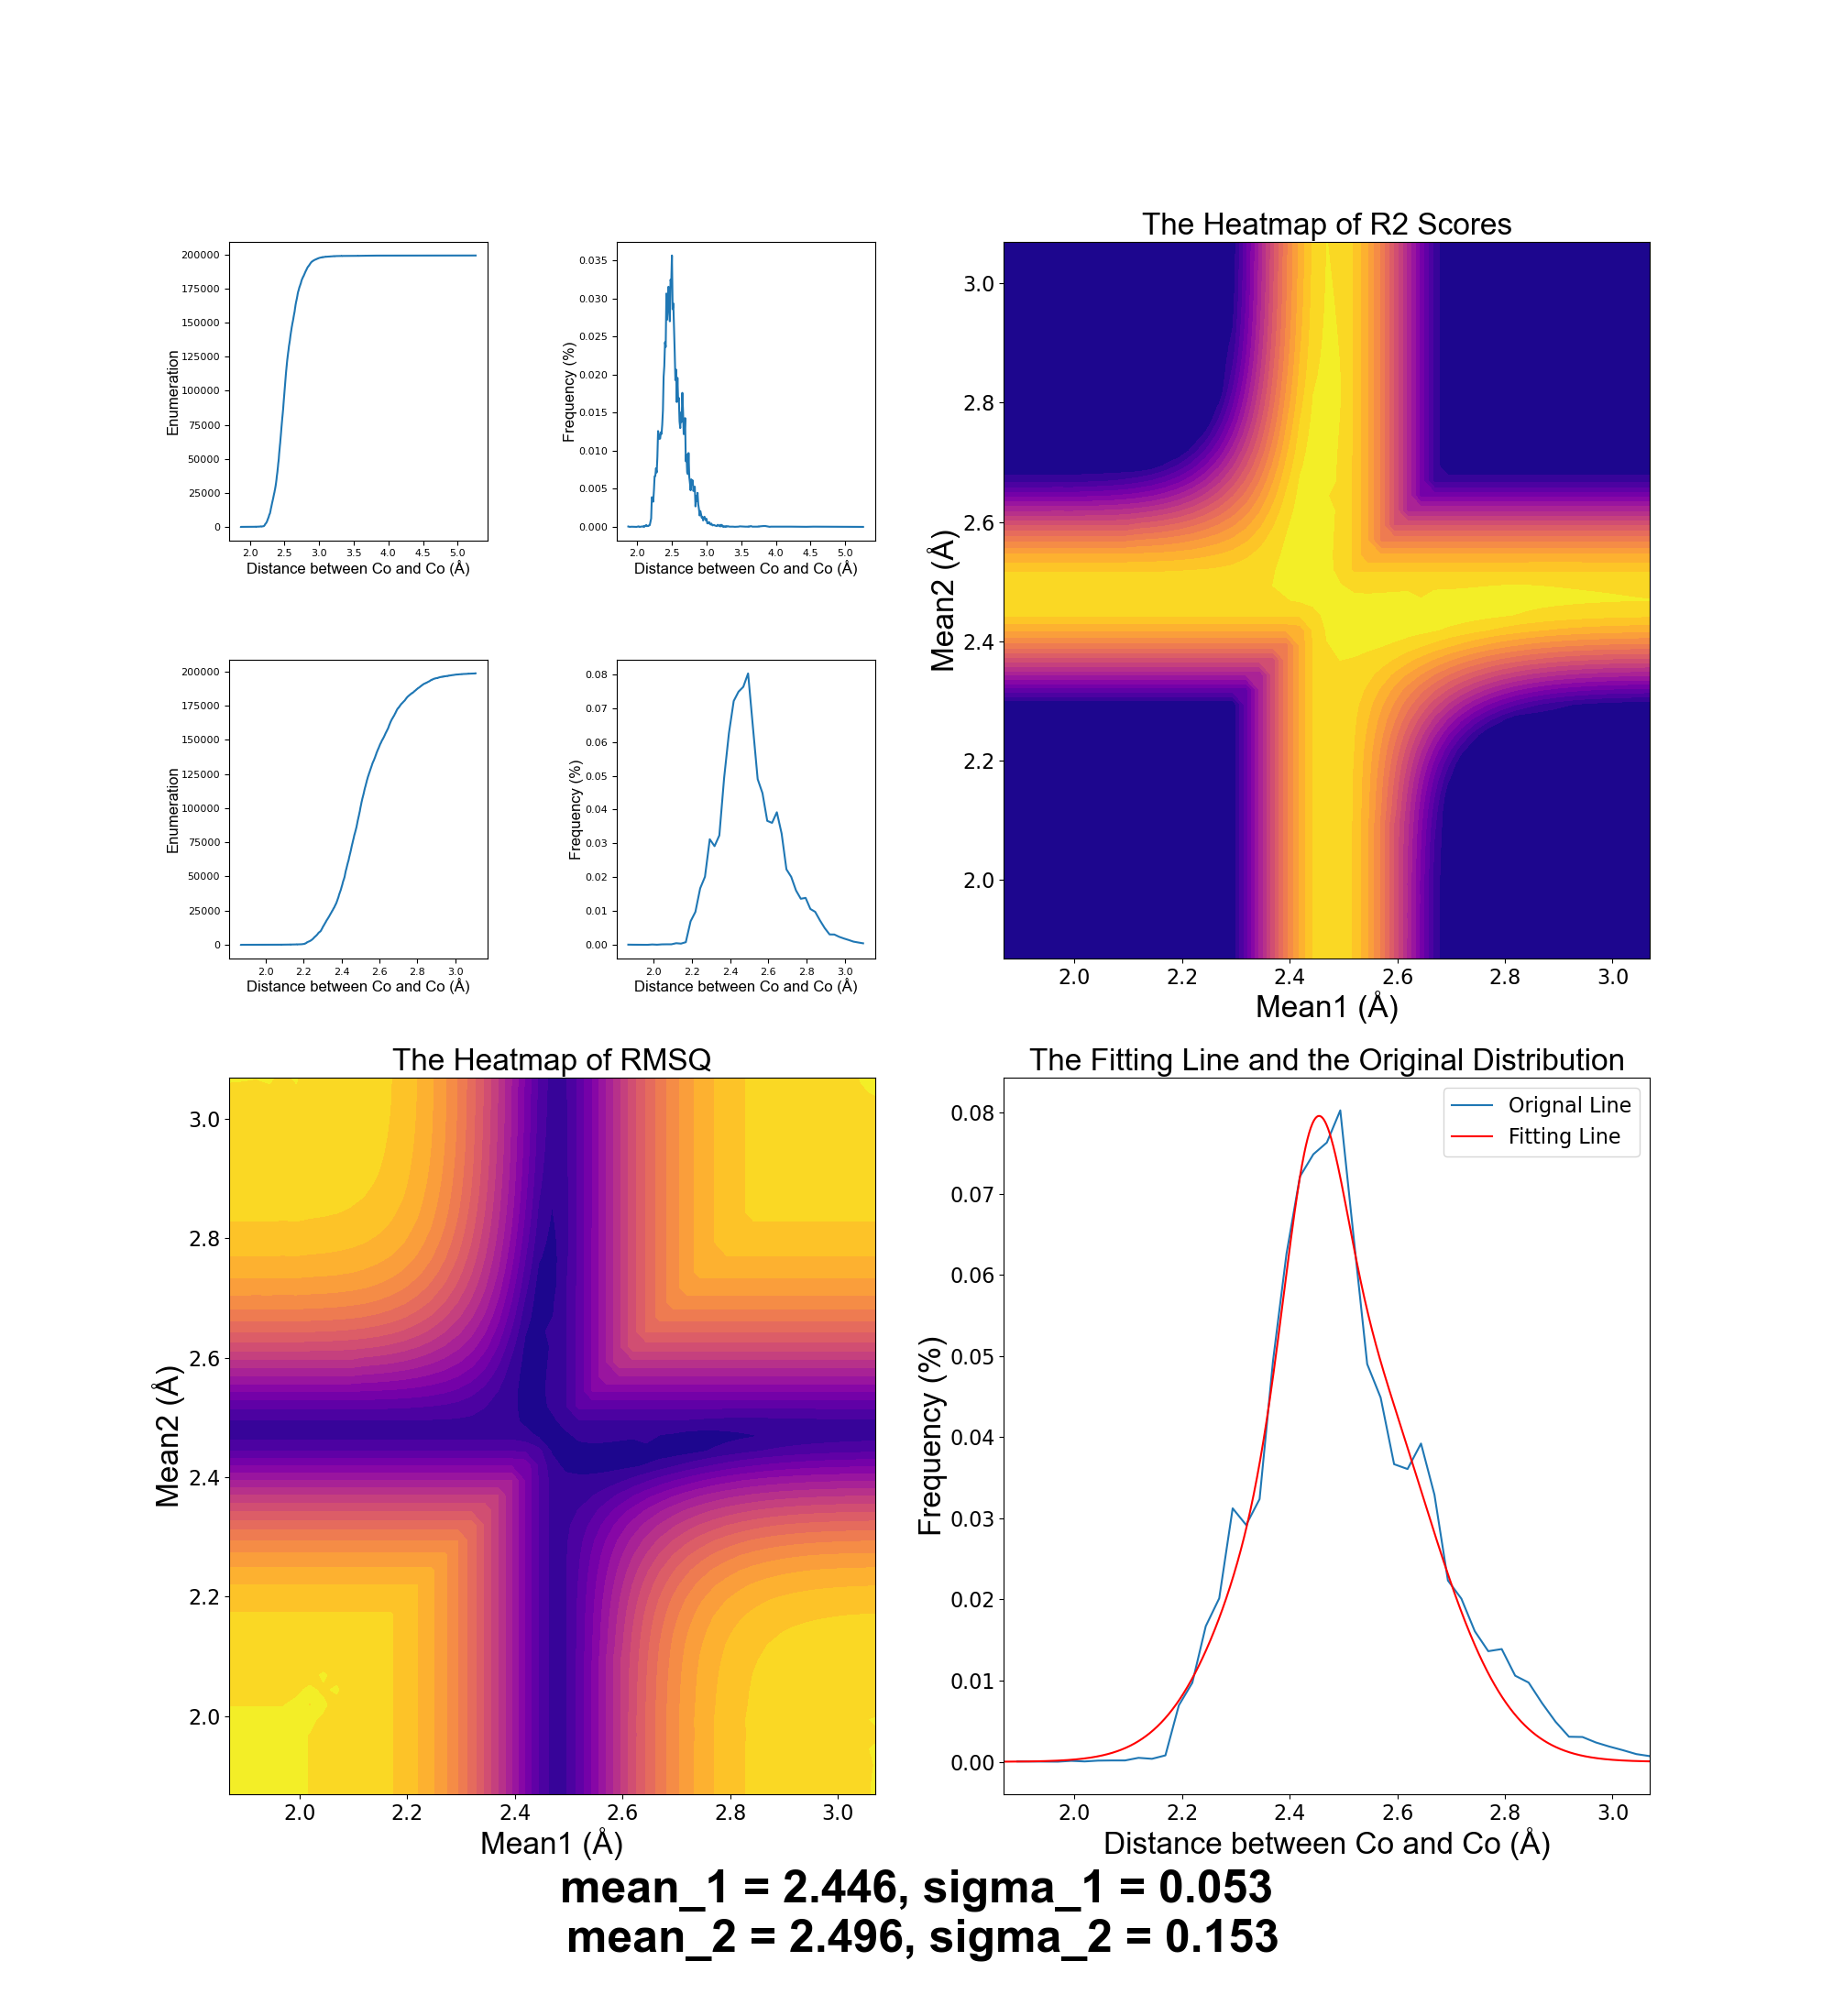 200000
175000
150000
125000
100000
75000
50000
25000
0
Enumeration
2.0 2.5 3.0 3.5 4.0 4.5 5.0
Distance between Co and Co (Å)
0.035
0.030
0.025
0.020
0.015
0.010
0.005
0.000
Frequency (%)
2.0 2.5 3.0 3.5 4.0 4.5 5.0
Distance between Co and Co (Å)
The Heatmap of R2 Scores
3.0
2.8
2.6
2.4
2.2
2.0
Mean2 (Å)
2.0 2.2 2.4 2.6 2.8 3.0
Mean1 (Å)
200000
175000
150000
125000
100000
75000
50000
25000
0
Enumeration
2.0 2.2 2.4 2.6 2.8 3.0
Distance between Co and Co (Å)
0.08
0.07
0.06
0.05
0.04
0.03
0.02
0.01
0.00
Frequency (%)
2.0 2.2 2.4 2.6 2.8 3.0
Distance between Co and Co (Å)
The Heatmap of RMSQ
3.0
2.8
2.6
2.4
2.2
2.0
Mean2 (Å)
2.0 2.2 2.4 2.6 2.8 3.0
Mean1 (Å)
The Fitting Line and the Original Distribution
Orignal Line
Fitting Line
0.08
0.07
0.06
0.05
0.04
0.03
0.02
0.01
0.00
Frequency (%)
2.0 2.2 2.4 2.6 2.8 3.0
Distance between Co and Co (Å)
mean_1 = 2.446, sigma_1 = 0.053
mean_2 = 2.496, sigma_2 = 0.153